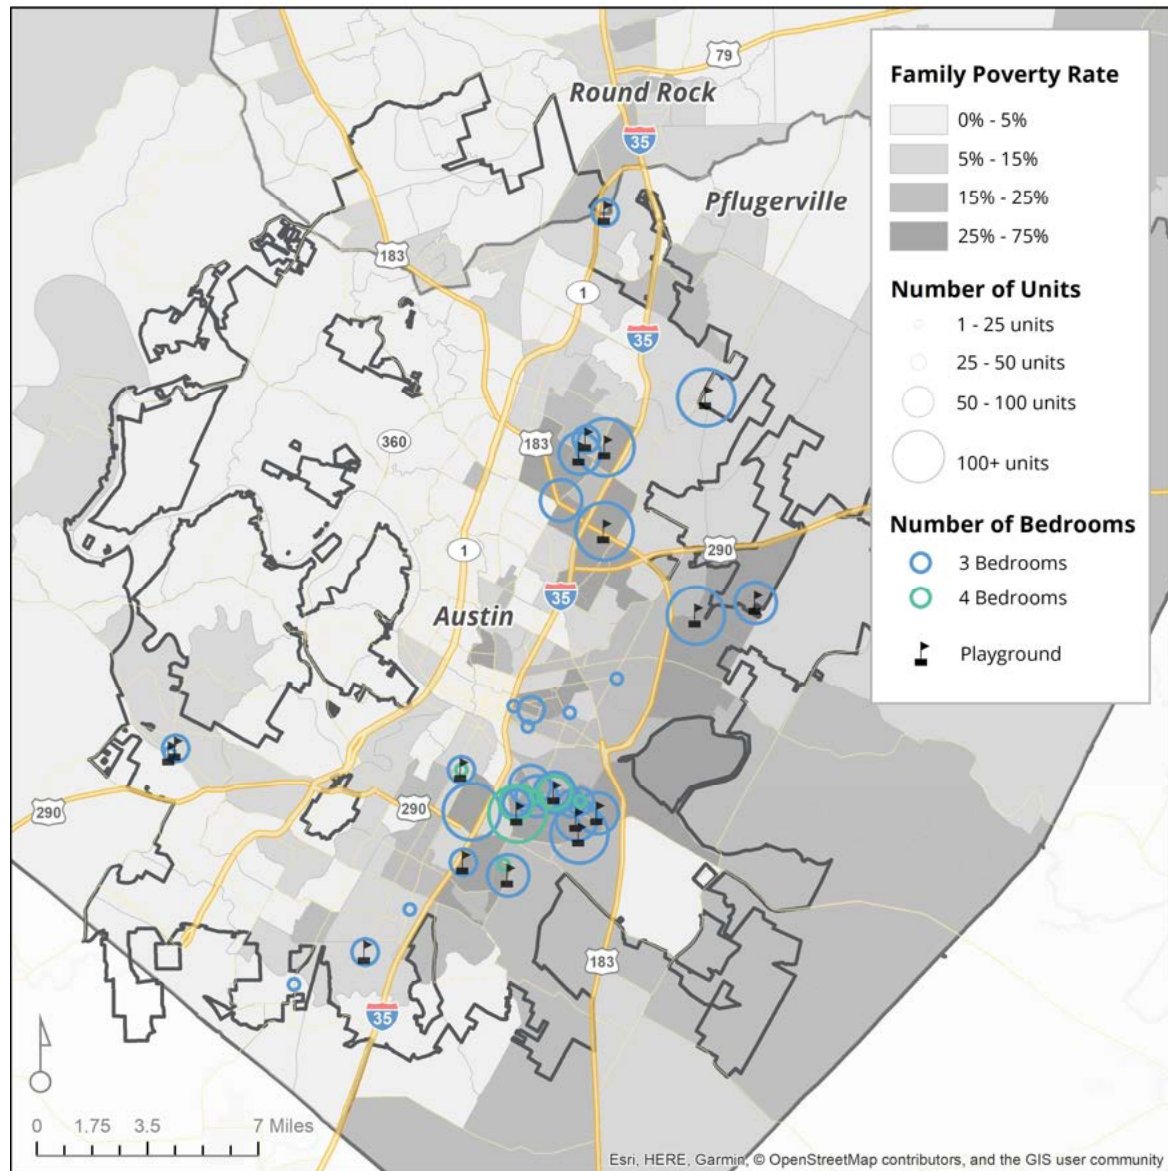 79
Round Rock
35
Pflugerville
183
1
35
360
183
290
1
35
Austin
290
290
183
35
0 1.75 3.5 7 Miles
Family Poverty Rate
0% - 5%
5% - 15%
15% - 25%
25% - 75%
Number of Units
1 - 25 units
25 - 50 units
50 - 100 units
100+ units
Number of Bedrooms
3 Bedrooms
4 Bedrooms
Playground
Esri, HERE, Garmin, © OpenStreetMap contributors, and the GIS user community